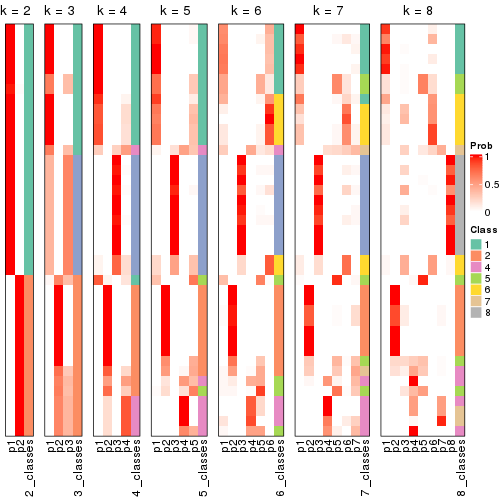 k = 2
k = 3
k = 4
k = 5
k = 6
k = 7
k = 8
p1
p2
2_classes
p1
p2
p3
3_classes
p1
p2
p3
p4
4_classes
p1
p2
p3
p4
p5
5_classes
p1
p2
p3
p4
p5
p6
6_classes
p1
p2
p3
p4
p5
p6
p7
7_classes
p1
p2
p3
p4
p5
p6
p7
p8
8_classes
Prob
1
0.5
0
Class
1
2
4
5
6
7
8